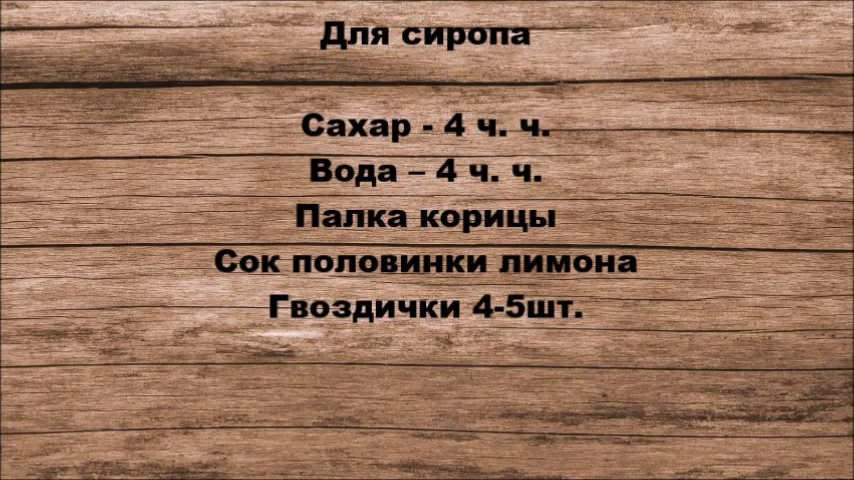 Для сиропа
Сахар - 4 ч. ч.
Вода – 4 ч. ч.
Палка корицы
Сок половинки лимона
Гвоздички 4-5шт.